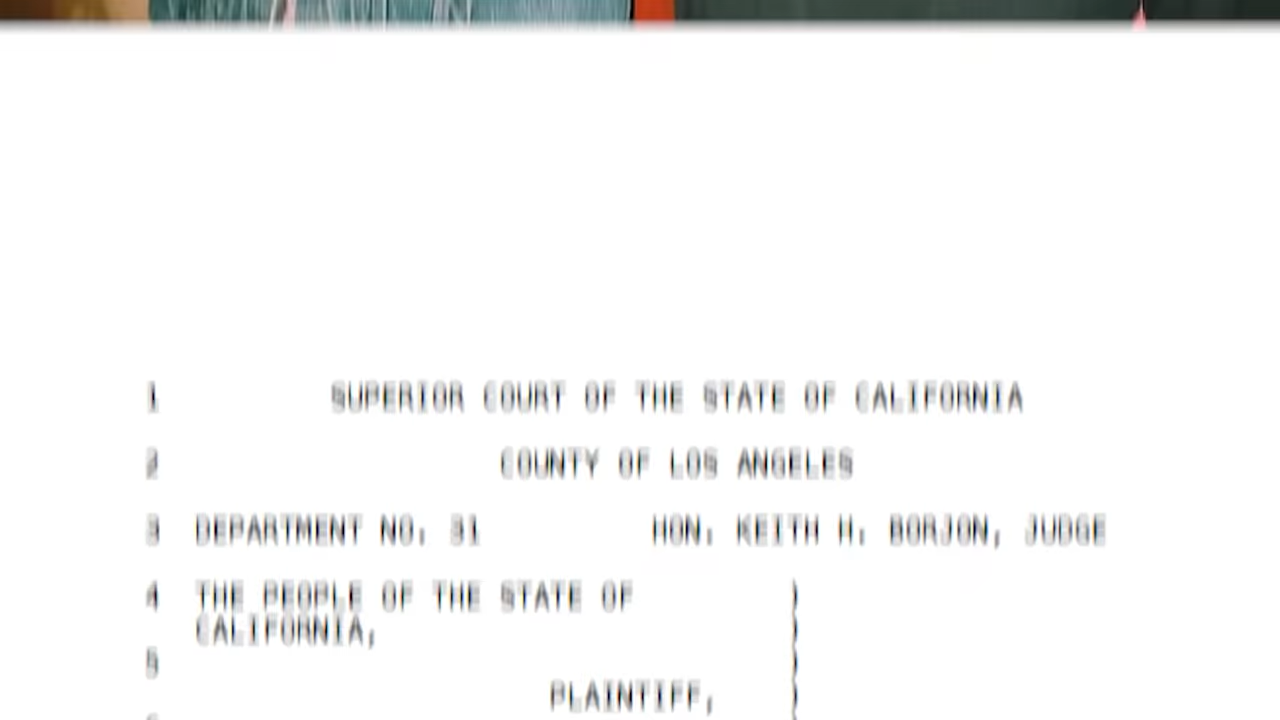 1 SUPERIOR COURT OF THE STATE OF CALIFORNIA
2 COUNTY OF LOS ANGELES
3 DEPARTMENT NO. 31 HON. KEITH H. BORJON, JUDGE
4 THE PEOPLE OF THE STATE OF )
CALIFORNIA, )
5 )
PLAINTIFF, )